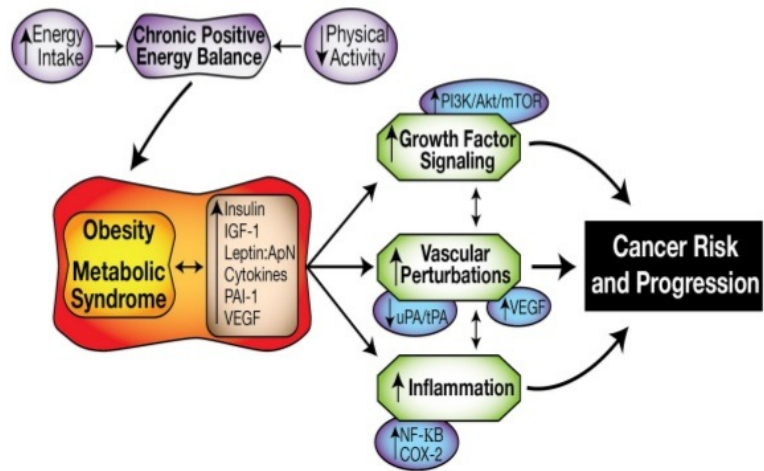 ↑Energy
Intake
Chronic Positive
Energy Balance
↓Physical
Activity
↑PI3K/Akt/mTOR
↑Growth Factor
Signaling
Obesity
Metabolic
Syndrome
↑Insulin
IGF-1
Leptin:ApN
Cytokines
PAI-1
VEGF
↑Vascular
Perturbations
↓uPA/tPA
↑VEGF
↑Inflammation
↑NF-κB
COX-2
Cancer Risk
and Progression